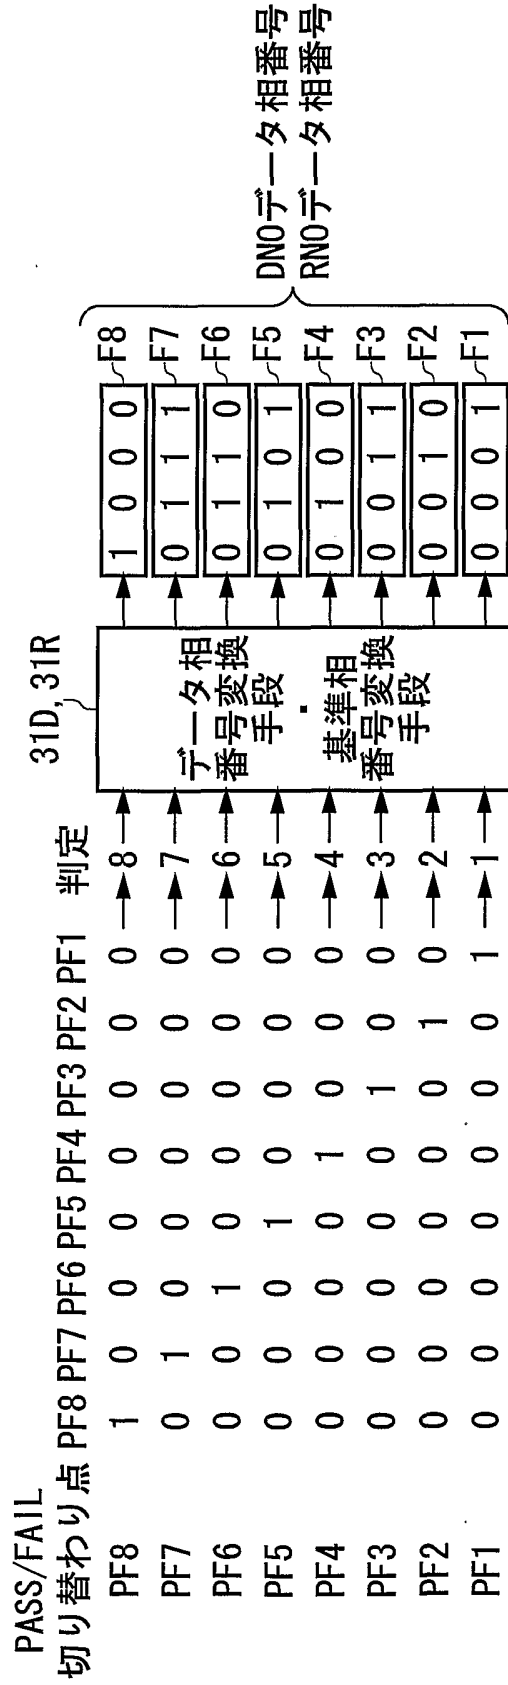 PASS/FAIL
切り替わり点 PF8 PF7 PF6 PF5 PF4 PF3 PF2 PF1 判定 31D, 31R
PF8 1 0 0 0 0 0 0 0 8 1 0 0 0 F8
PF7 0 1 0 0 0 0 0 0 7 0 1 1 1 F7
PF6 0 0 1 0 0 0 0 0 6 0 1 1 0 F6
PF5 0 0 0 1 0 0 0 0 5 0 1 0 1 F5
PF4 0 0 0 0 1 0 0 0 4 0 1 0 0 F4
PF3 0 0 0 0 0 1 0 0 3 0 0 1 1 F3
PF2 0 0 0 0 0 0 1 0 2 0 0 1 0 F2
PF1 0 0 0 0 0 0 0 1 1 0 0 0 1 F1
データ相
番号変換
手段
・
基準相
番号変換
手段
DNOデータ相番号
RNOデータ相番号